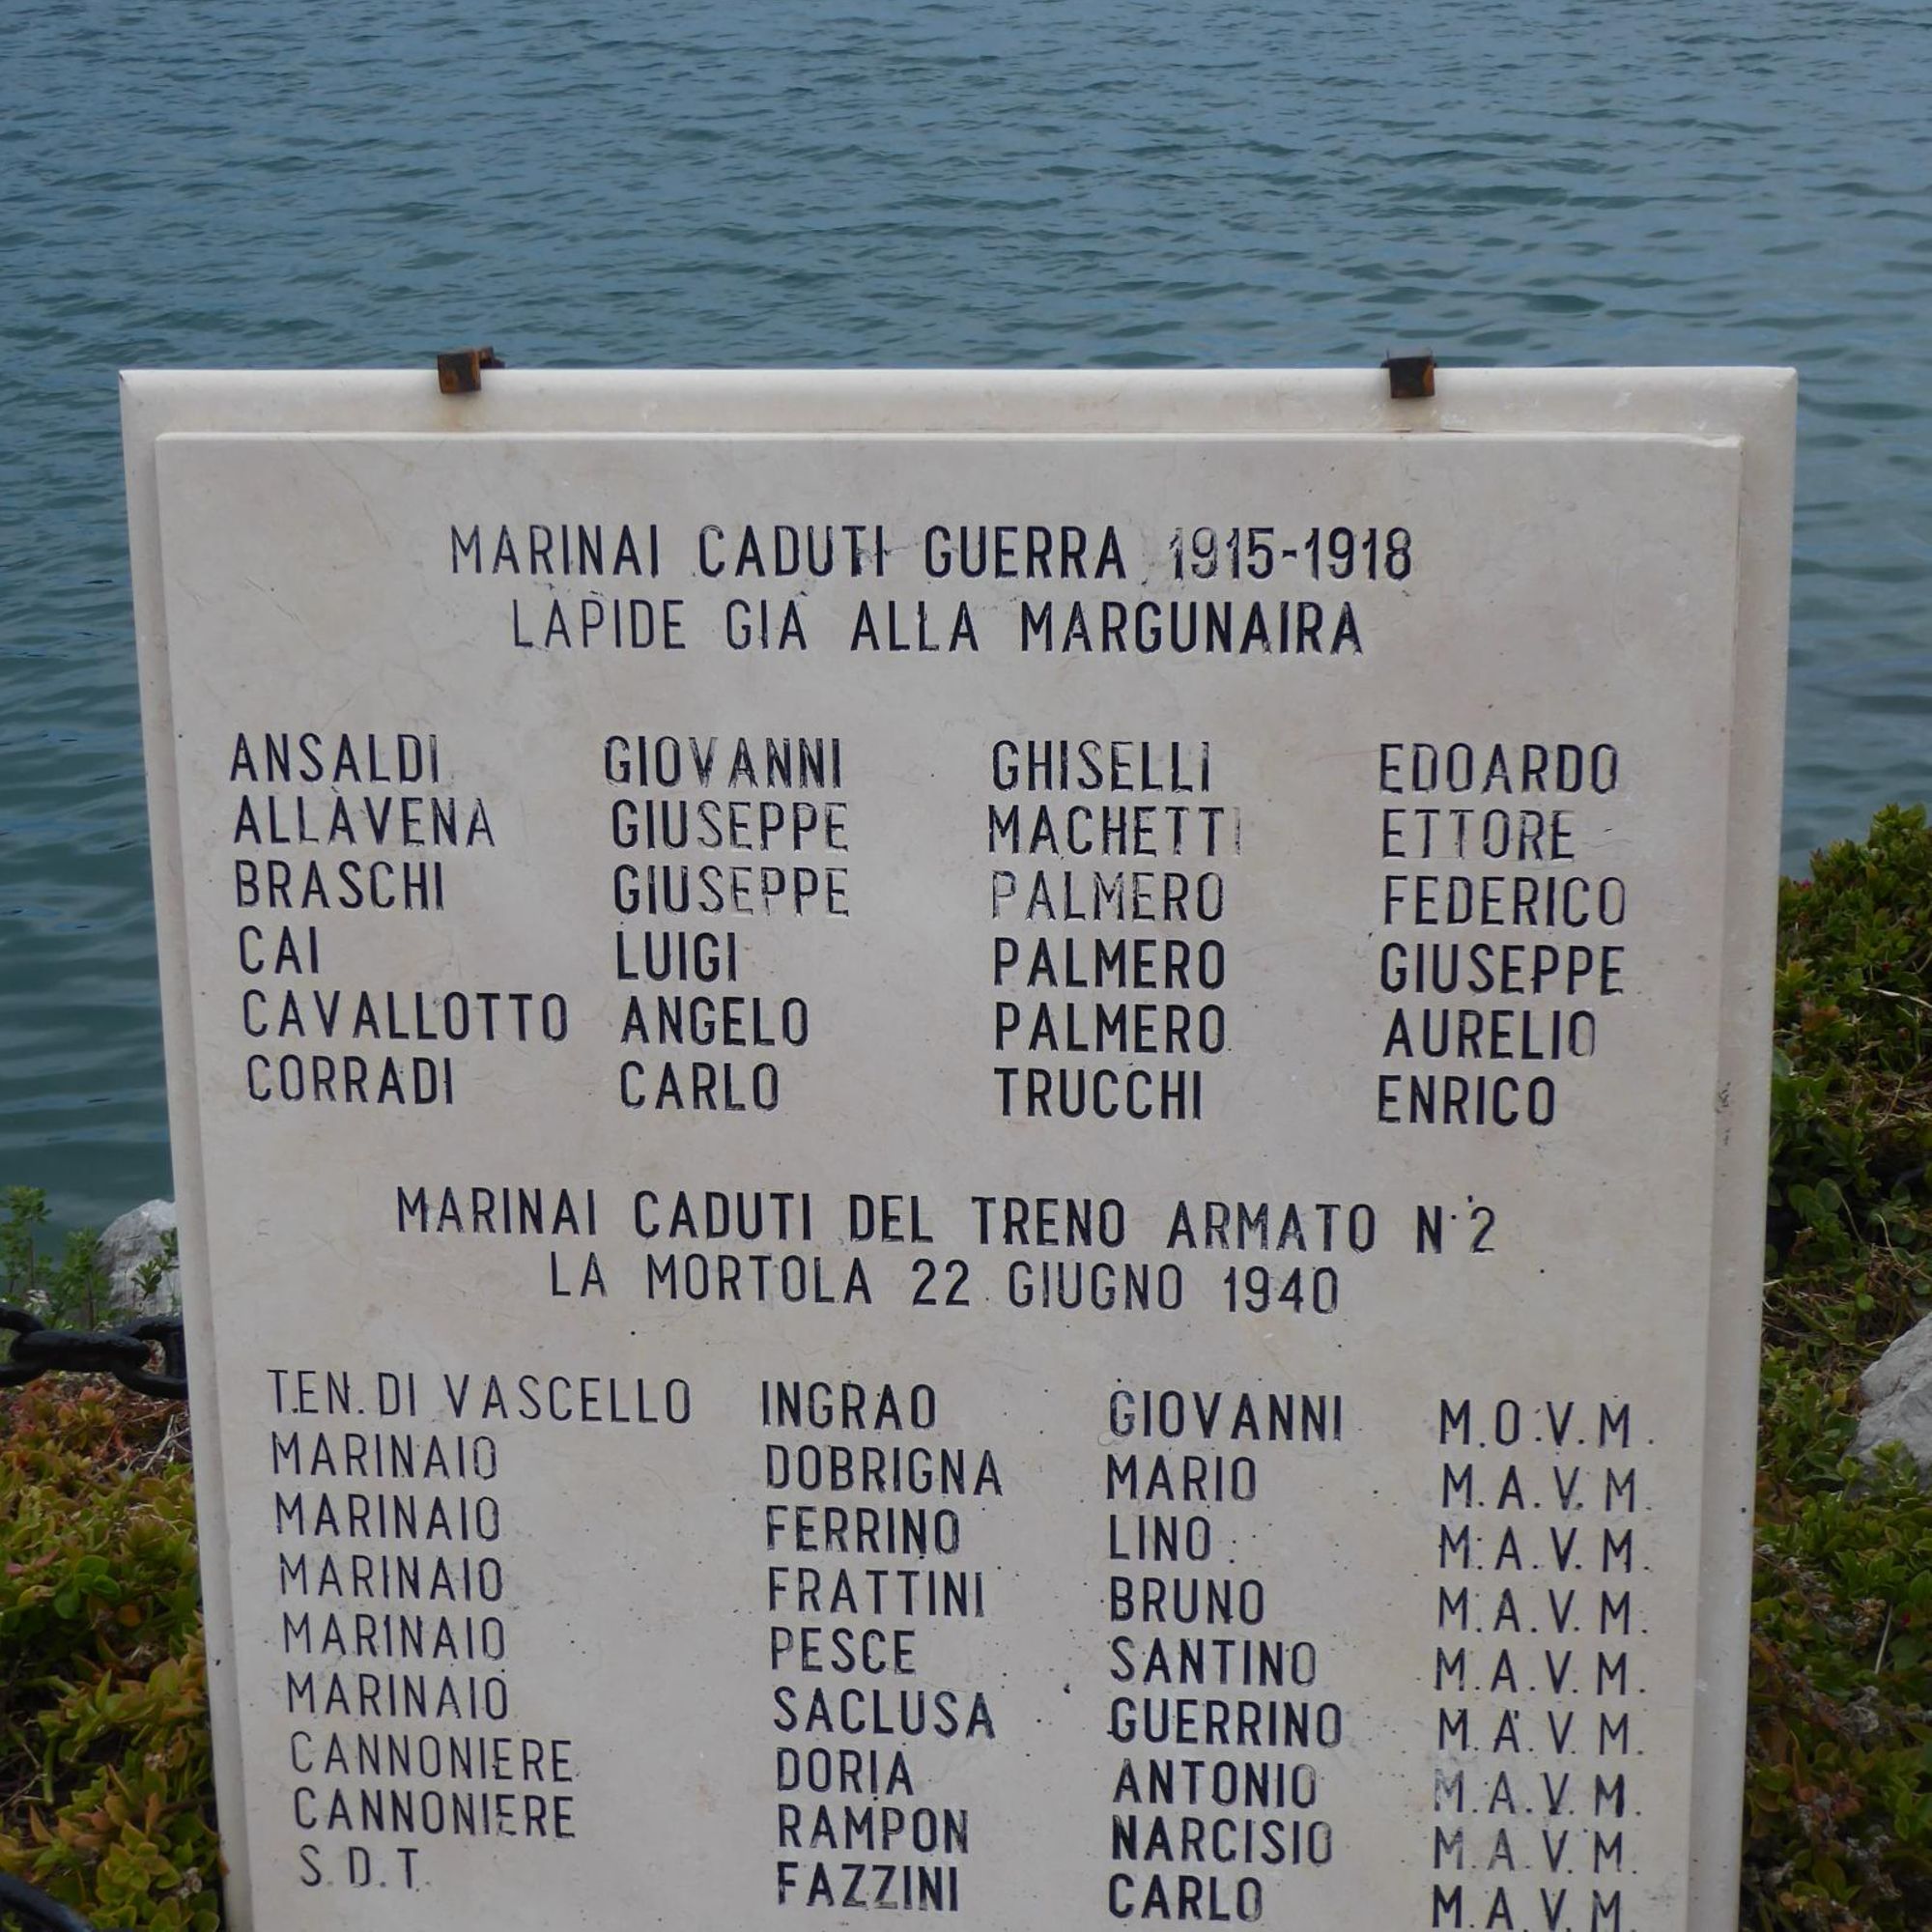 MARINAI CADUTI GUERRA 1915-1918
LAPIDE GIÀ ALLA MARGUNAIRA
ANSALDI GIOVANNI GHISELLI EDOARDO
ALLAVENA GIUSEPPE MACHETTI ETTORE
BRASCHI GIUSEPPE PALMERO FEDERICO
CAI LUIGI PALMERO GIUSEPPE
CAVALLOTTO ANGELO PALMERO AURELIO
CORRADI CARLO TRUCCHI ENRICO
MARINAI CADUTI DEL TRENO ARMATO N·2
LA MORTOLA 22 GIUGNO 1940
TEN. DI VASCELLO INGRAO GIOVANNI M.O.V.M.
MARINAIO DOBRIGNA MARIO M.A.V.M.
MARINAIO FERRINO LINO M.A.V.M.
MARINAIO FRATTINI BRUNO M.A.V.M.
MARINAIO PESCE SANTINO M.A.V.M.
MARINAIO SACLUSA GUERRINO M.A.V.M.
CANNONIERE DORIA ANTONIO M.A.V.M.
CANNONIERE RAMPON NARCISIO M.A.V.M.
S.D.T. FAZZINI CARLO M.A.V.M.